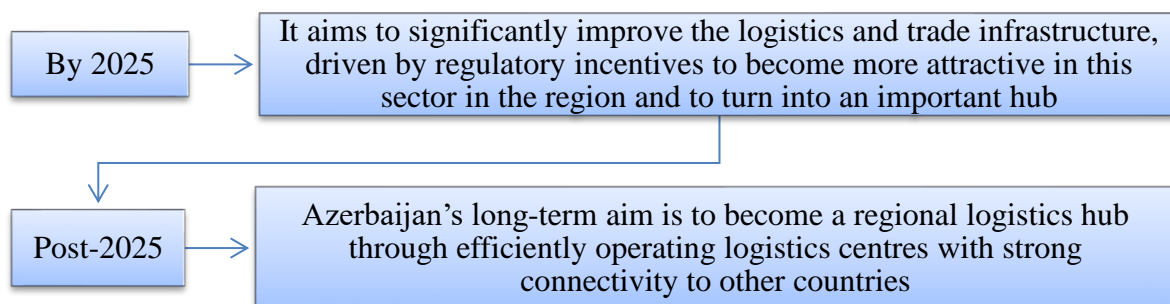 By 2025
It aims to significantly improve the logistics and trade infrastructure,
driven by regulatory incentives to become more attractive in this
sector in the region and to turn into an important hub
Post-2025
Azerbaijan’s long-term aim is to become a regional logistics hub
through efficiently operating logistics centres with strong
connectivity to other countries